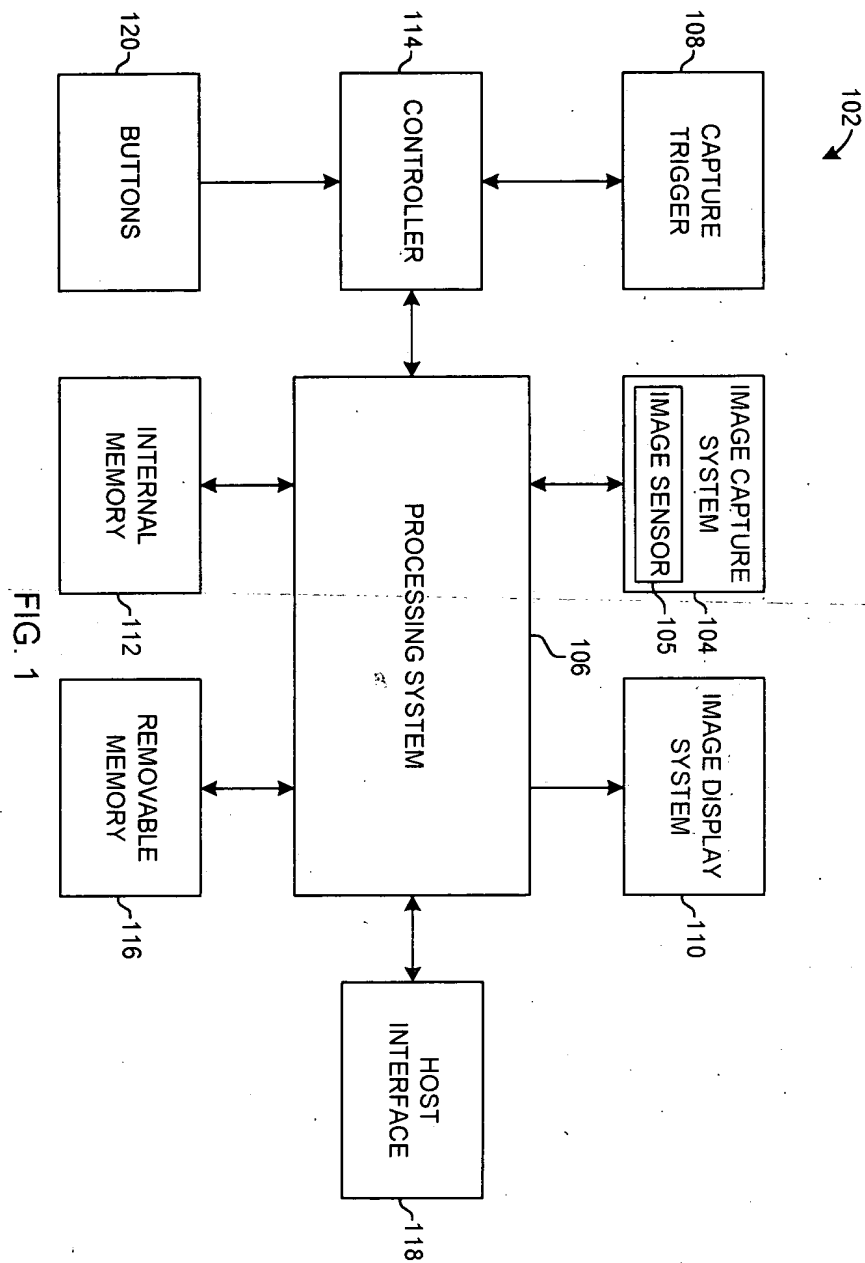 102
108
CAPTURE
TRIGGER
IMAGE CAPTURE
SYSTEM
IMAGE SENSOR
104
105
IMAGE DISPLAY
SYSTEM
110
114
CONTROLLER
PROCESSING SYSTEM
106
HOST
INTERFACE
118
120
BUTTONS
INTERNAL
MEMORY
112
REMOVABLE
MEMORY
116
FIG. 1